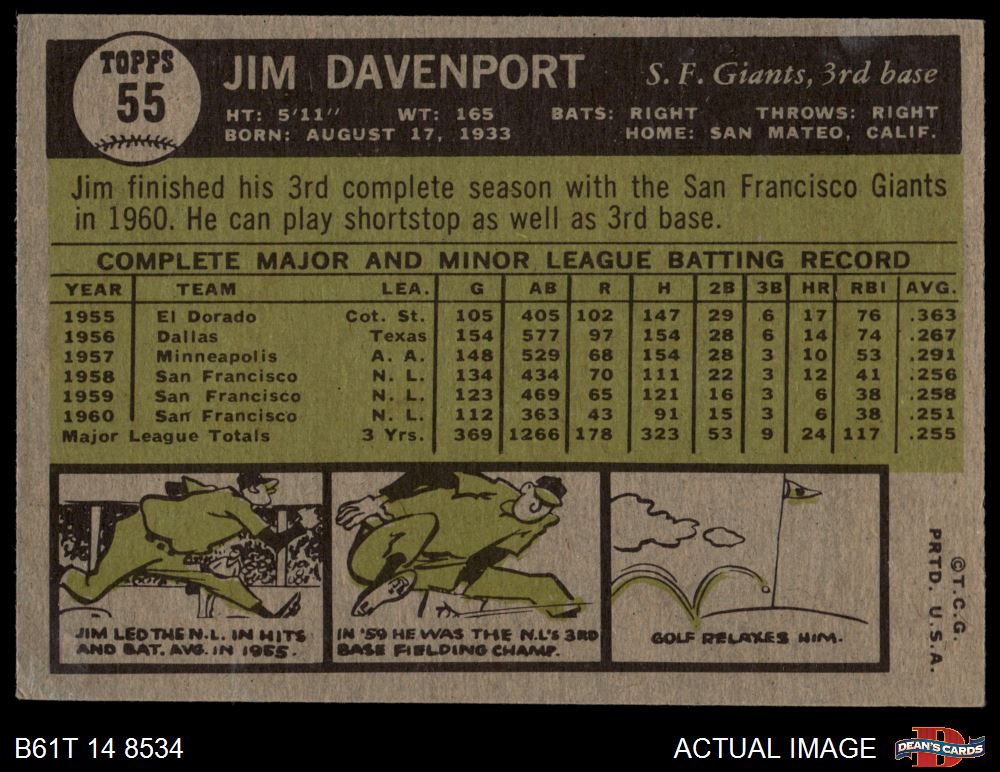 TOPPS
55
JIM DAVENPORT
S. F. Giants, 3rd base
HT: 5'11" WT: 165 BATS: RIGHT THROWS: RIGHT
BORN: AUGUST 17, 1933 HOME: SAN MATEO, CALIF.
Jim finished his 3rd complete season with the San Francisco Giants
in 1960. He can play shortstop as well as 3rd base.
COMPLETE MAJOR AND MINOR LEAGUE BATTING RECORD
YEAR TEAM LEA. G AB R H 2B 3B HR RBI AVG.
1955 El Dorado Cot. St. 105 405 102 147 29 6 17 76 .363
1956 Dallas Texas 154 577 97 154 28 6 14 74 .267
1957 Minneapolis A. A. 148 529 68 154 28 3 10 53 .291
1958 San Francisco N. L. 134 434 70 111 22 3 12 41 .256
1959 San Francisco N. L. 123 469 65 121 16 3 6 38 .258
1960 San Francisco N. L. 112 363 43 91 15 3 6 38 .251
Major League Totals 3 Yrs. 369 1266 178 323 53 9 24 117 .255
JIM LED THE N.L. IN HITS
AND BAT. AVG. IN 1955.
IN '59 HE WAS THE N.L'S 3RD
BASE FIELDING CHAMP.
GOLF RELAXES HIM.
©T.C.G.
PRTD. U.S.A.
B61T 14 8534
ACTUAL IMAGE
D
DEAN'S CARDS